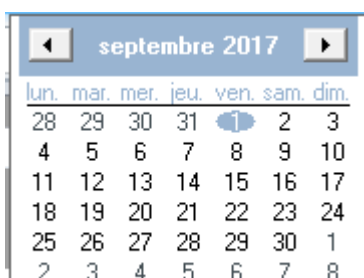 septembre 2017
lun. mar. mer. jeu. ven. sam. dim.
28 29 30 31 1 2 3
4 5 6 7 8 9 10
11 12 13 14 15 16 17
18 19 20 21 22 23 24
25 26 27 28 29 30 1
2 3 4 5 6 7 8